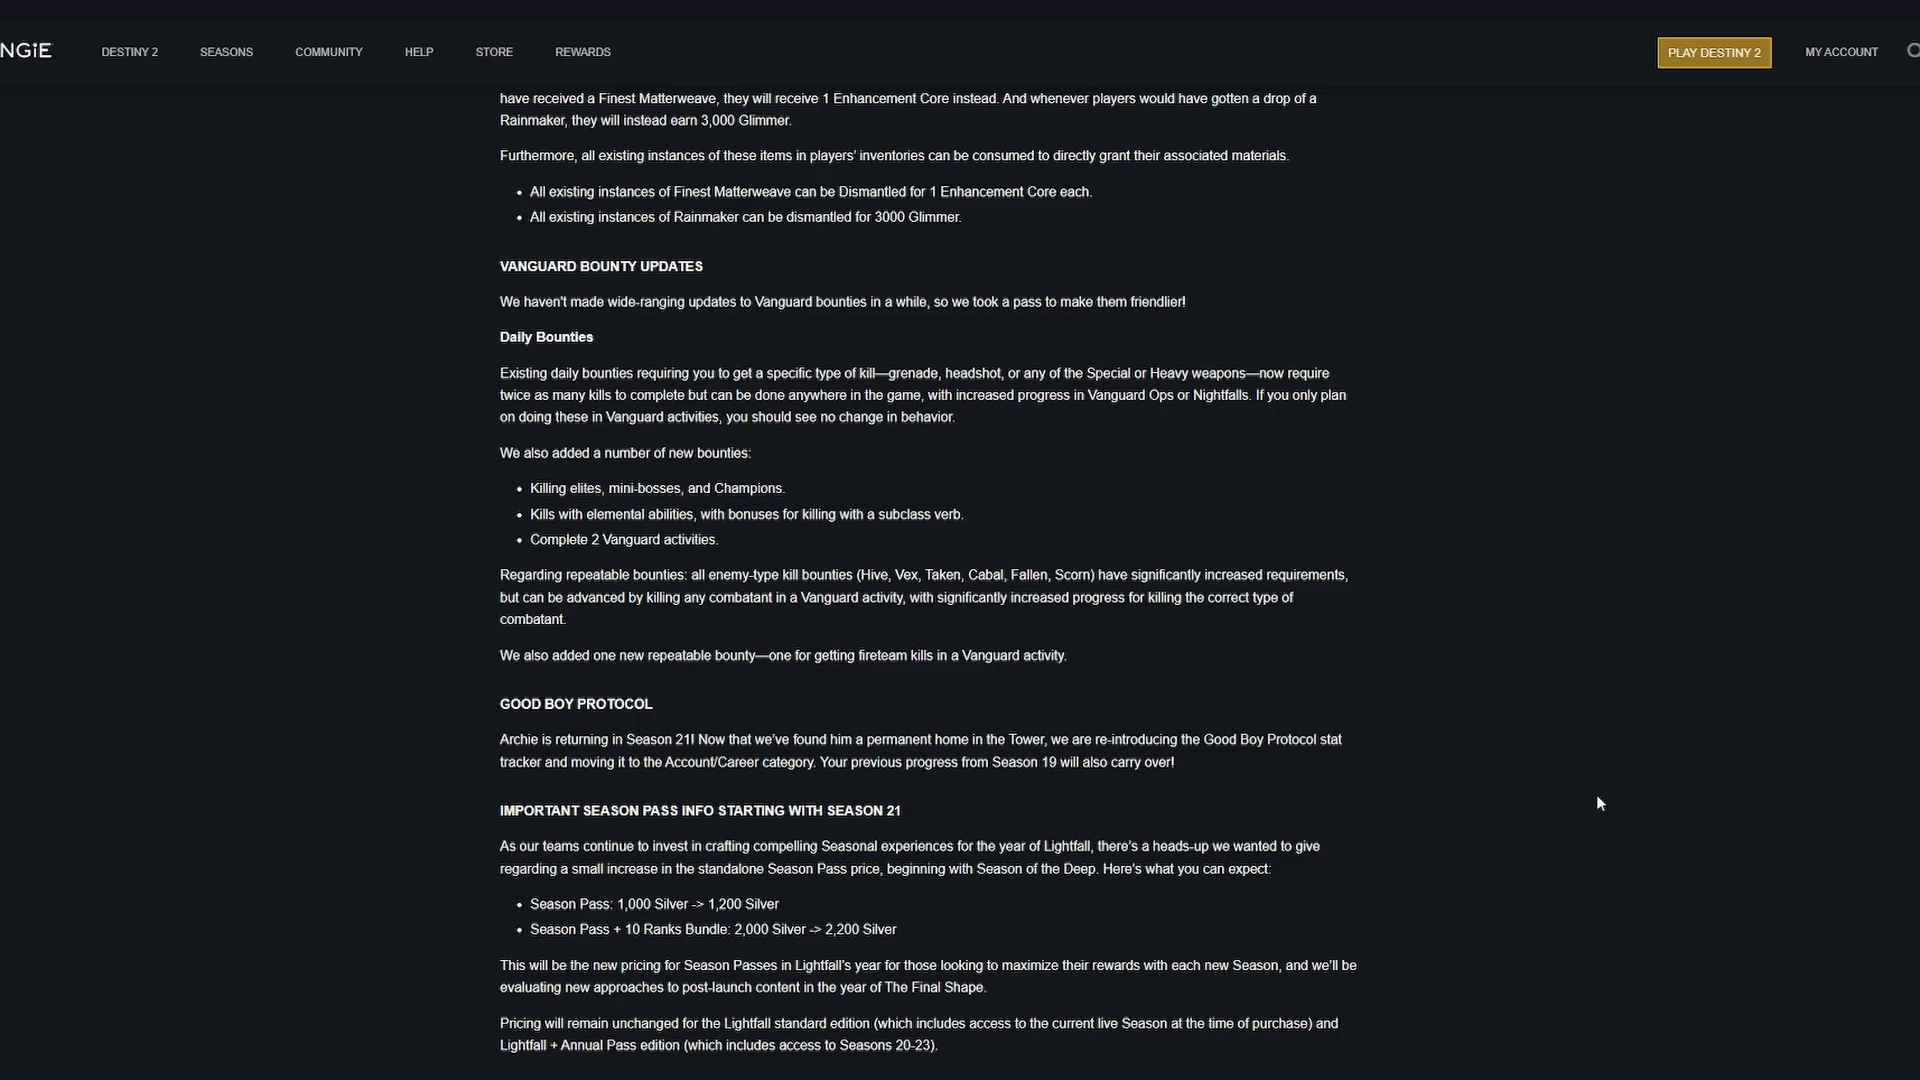 NGiE
DESTINY 2
SEASONS
COMMUNITY
HELP
STORE
REWARDS
PLAY DESTINY 2
MY ACCOUNT
have received a Finest Matterweave, they will receive 1 Enhancement Core instead. And whenever players would have gotten a drop of a
Rainmaker, they will instead earn 3,000 Glimmer.
Furthermore, all existing instances of these items in players' inventories can be consumed to directly grant their associated materials.
• All existing instances of Finest Matterweave can be Dismantled for 1 Enhancement Core each.
• All existing instances of Rainmaker can be dismantled for 3000 Glimmer.
VANGUARD BOUNTY UPDATES
We haven't made wide-ranging updates to Vanguard bounties in a while, so we took a pass to make them friendlier!
Daily Bounties
Existing daily bounties requiring you to get a specific type of kill—grenade, headshot, or any of the Special or Heavy weapons—now require
twice as many kills to complete but can be done anywhere in the game, with increased progress in Vanguard Ops or Nightfalls. If you only plan
on doing these in Vanguard activities, you should see no change in behavior.
We also added a number of new bounties:
• Killing elites, mini-bosses, and Champions.
• Kills with elemental abilities, with bonuses for killing with a subclass verb.
• Complete 2 Vanguard activities.
Regarding repeatable bounties: all enemy-type kill bounties (Hive, Vex, Taken, Cabal, Fallen, Scorn) have significantly increased requirements,
but can be advanced by killing any combatant in a Vanguard activity, with significantly increased progress for killing the correct type of
combatant.
We also added one new repeatable bounty—one for getting fireteam kills in a Vanguard activity.
GOOD BOY PROTOCOL
Archie is returning in Season 21! Now that we've found him a permanent home in the Tower, we are re-introducing the Good Boy Protocol stat
tracker and moving it to the Account/Career category. Your previous progress from Season 19 will also carry over!
IMPORTANT SEASON PASS INFO STARTING WITH SEASON 21
As our teams continue to invest in crafting compelling Seasonal experiences for the year of Lightfall, there's a heads-up we wanted to give
regarding a small increase in the standalone Season Pass price, beginning with Season of the Deep. Here's what you can expect:
• Season Pass: 1,000 Silver -> 1,200 Silver
• Season Pass + 10 Ranks Bundle: 2,000 Silver -> 2,200 Silver
This will be the new pricing for Season Passes in Lightfall's year for those looking to maximize their rewards with each new Season, and we'll be
evaluating new approaches to post-launch content in the year of The Final Shape.
Pricing will remain unchanged for the Lightfall standard edition (which includes access to the current live Season at the time of purchase) and
Lightfall + Annual Pass edition (which includes access to Seasons 20-23).